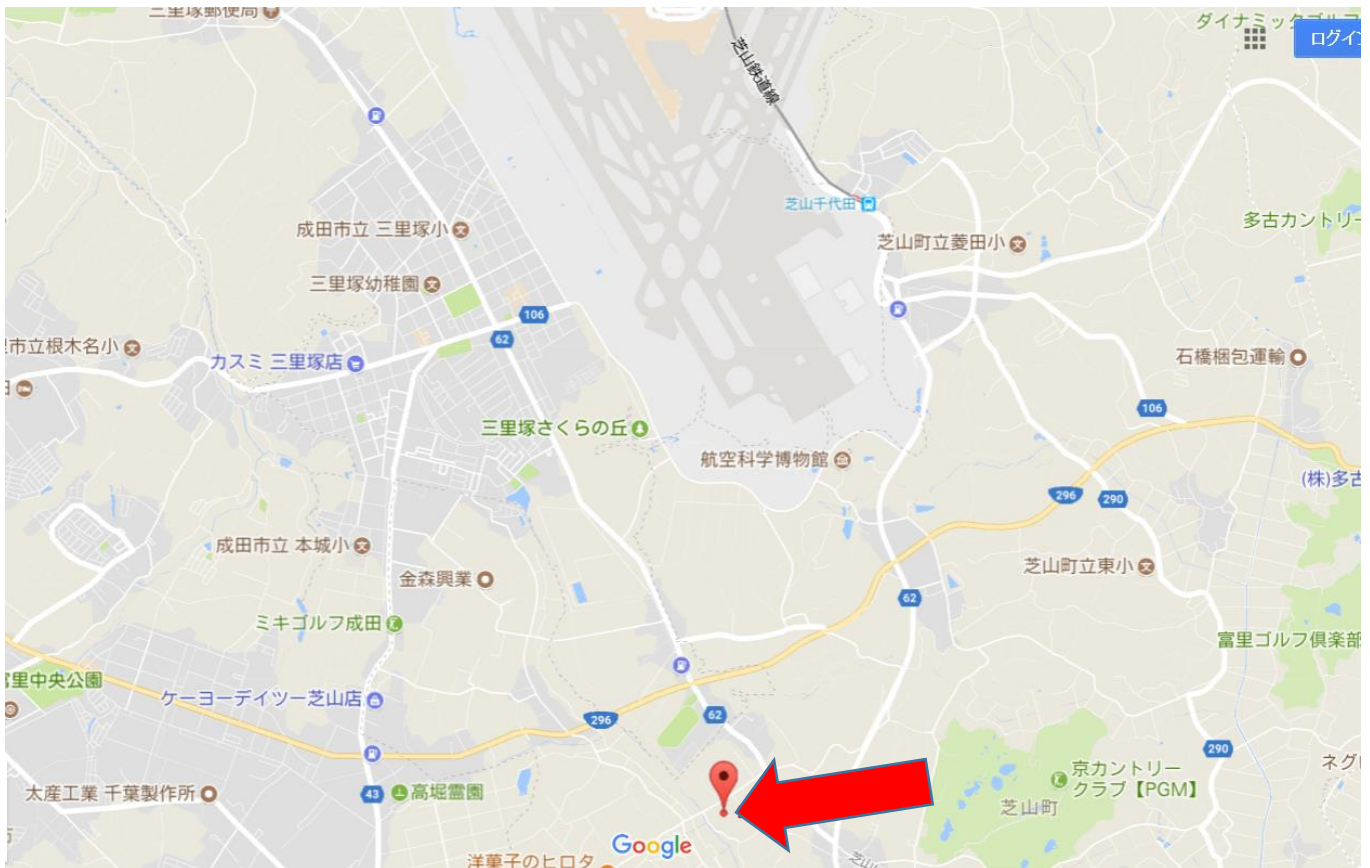 三里塚郵便局
ダイナミックゴルフ
ログイン
芝山鉄道線
芝山千代田
成田市立 三里塚小
芝山町立菱田小
多古カントリー
三里塚幼稚園
106
62
市立根木名小
カスミ 三里塚店
石橋梱包運輸
106
三里塚さくらの丘
航空科学博物館
(株)多古
296
290
成田市立 本城小
金森興業
芝山町立東小
62
ミキゴルフ成田
富里ゴルフ倶楽部
富里中央公園
ケーヨーデイツー芝山店
296
62
290
京カントリー
クラブ【PGM】
芝山町
太産工業 千葉製作所
43
高堀霊園
Google
洋菓子のヒロタ